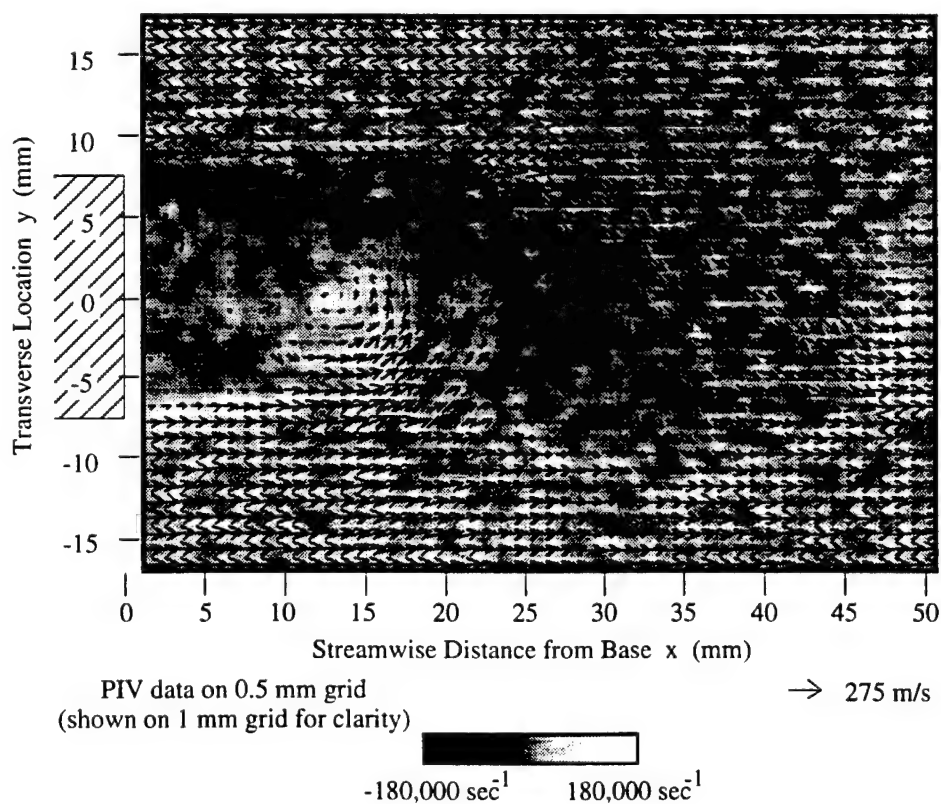 15
10
5
0
-5
-10
-15
Transverse Location y (mm)
0 5 10 15 20 25 30 35 40 45 50
Streamwise Distance from Base x (mm)
PIV data on 0.5 mm grid
(shown on 1 mm grid for clarity)
→ 275 m/s
-180,000 sec⁻¹ 180,000 sec⁻¹